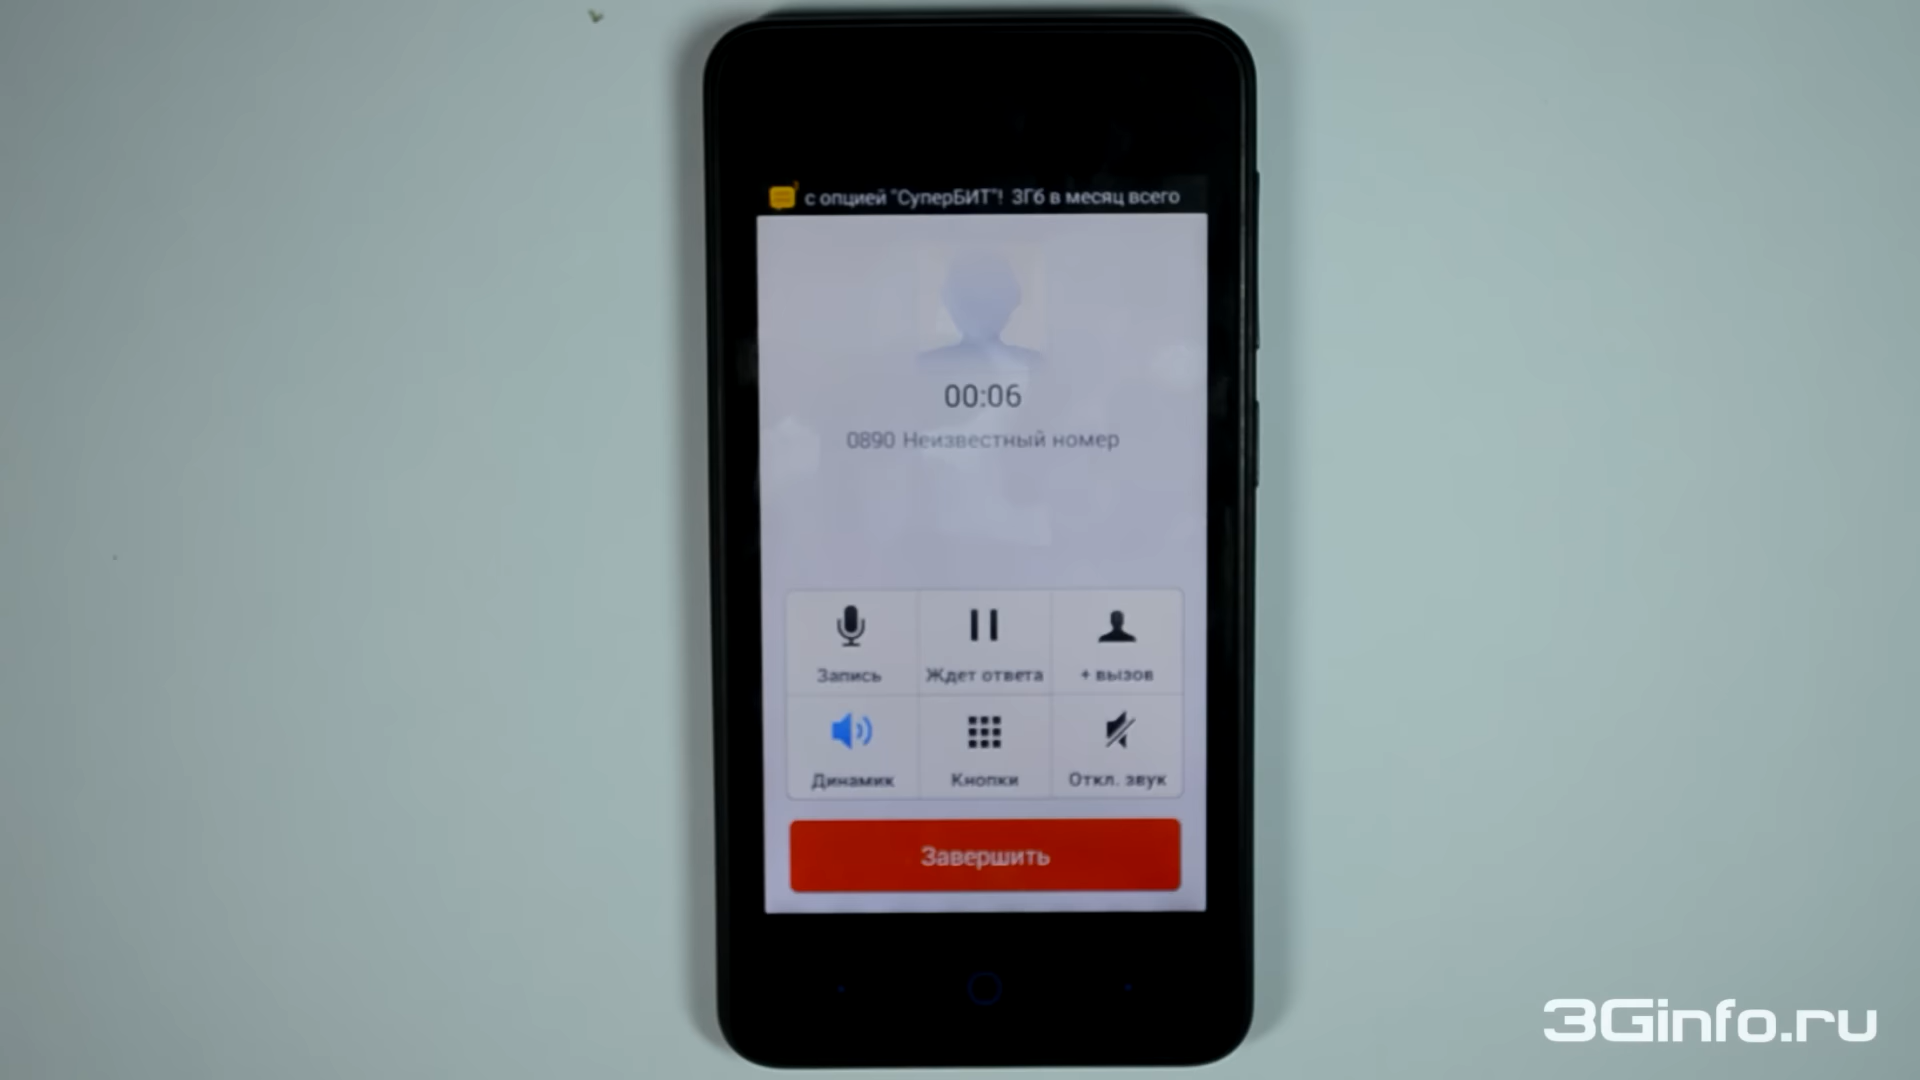 с опцией "СуперБИТ"! 3Гб в месяц всего
00:06
0890 Неизвестный номер
Запись
Ждет ответа
+ вызов
Динамик
Кнопки
Откл. звук
Завершить
3Ginfo.ru